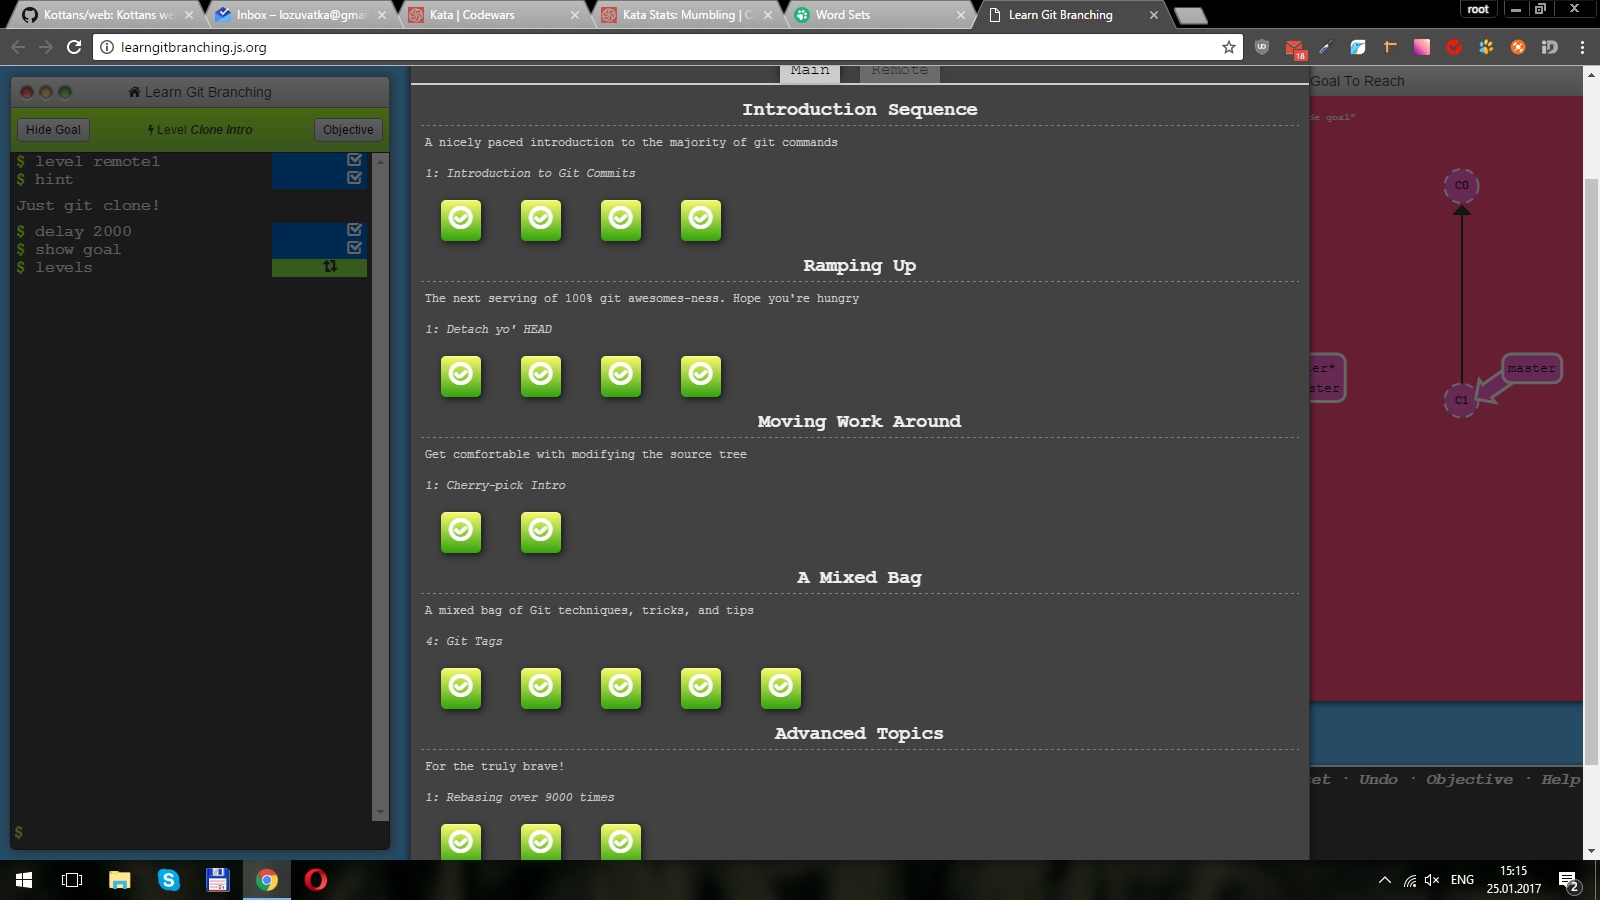 Kottans/web: Kottans we
Inbox – lozuvatka@gmai
Kata | Codewars
Kata Stats: Mumbling | C
Word Sets
Learn Git Branching
root
learngitbranching.js.org
18
Learn Git Branching
Hide Goal
Level Clone Intro
Objective
$ level remote1
$ hint
Just git clone!
$ delay 2000
$ show goal
$ levels
$
Main
Remote
Introduction Sequence
A nicely paced introduction to the majority of git commands
1: Introduction to Git Commits
Ramping Up
The next serving of 100% git awesomes-ness. Hope you're hungry
1: Detach yo' HEAD
Moving Work Around
Get comfortable with modifying the source tree
1: Cherry-pick Intro
A Mixed Bag
A mixed bag of Git techniques, tricks, and tips
4: Git Tags
Advanced Topics
For the truly brave!
1: Rebasing over 9000 times
Goal To Reach
de goal"
C0
er*
ster
master
C1
et · Undo · Objective · Help
ENG
15:15
25.01.2017
2